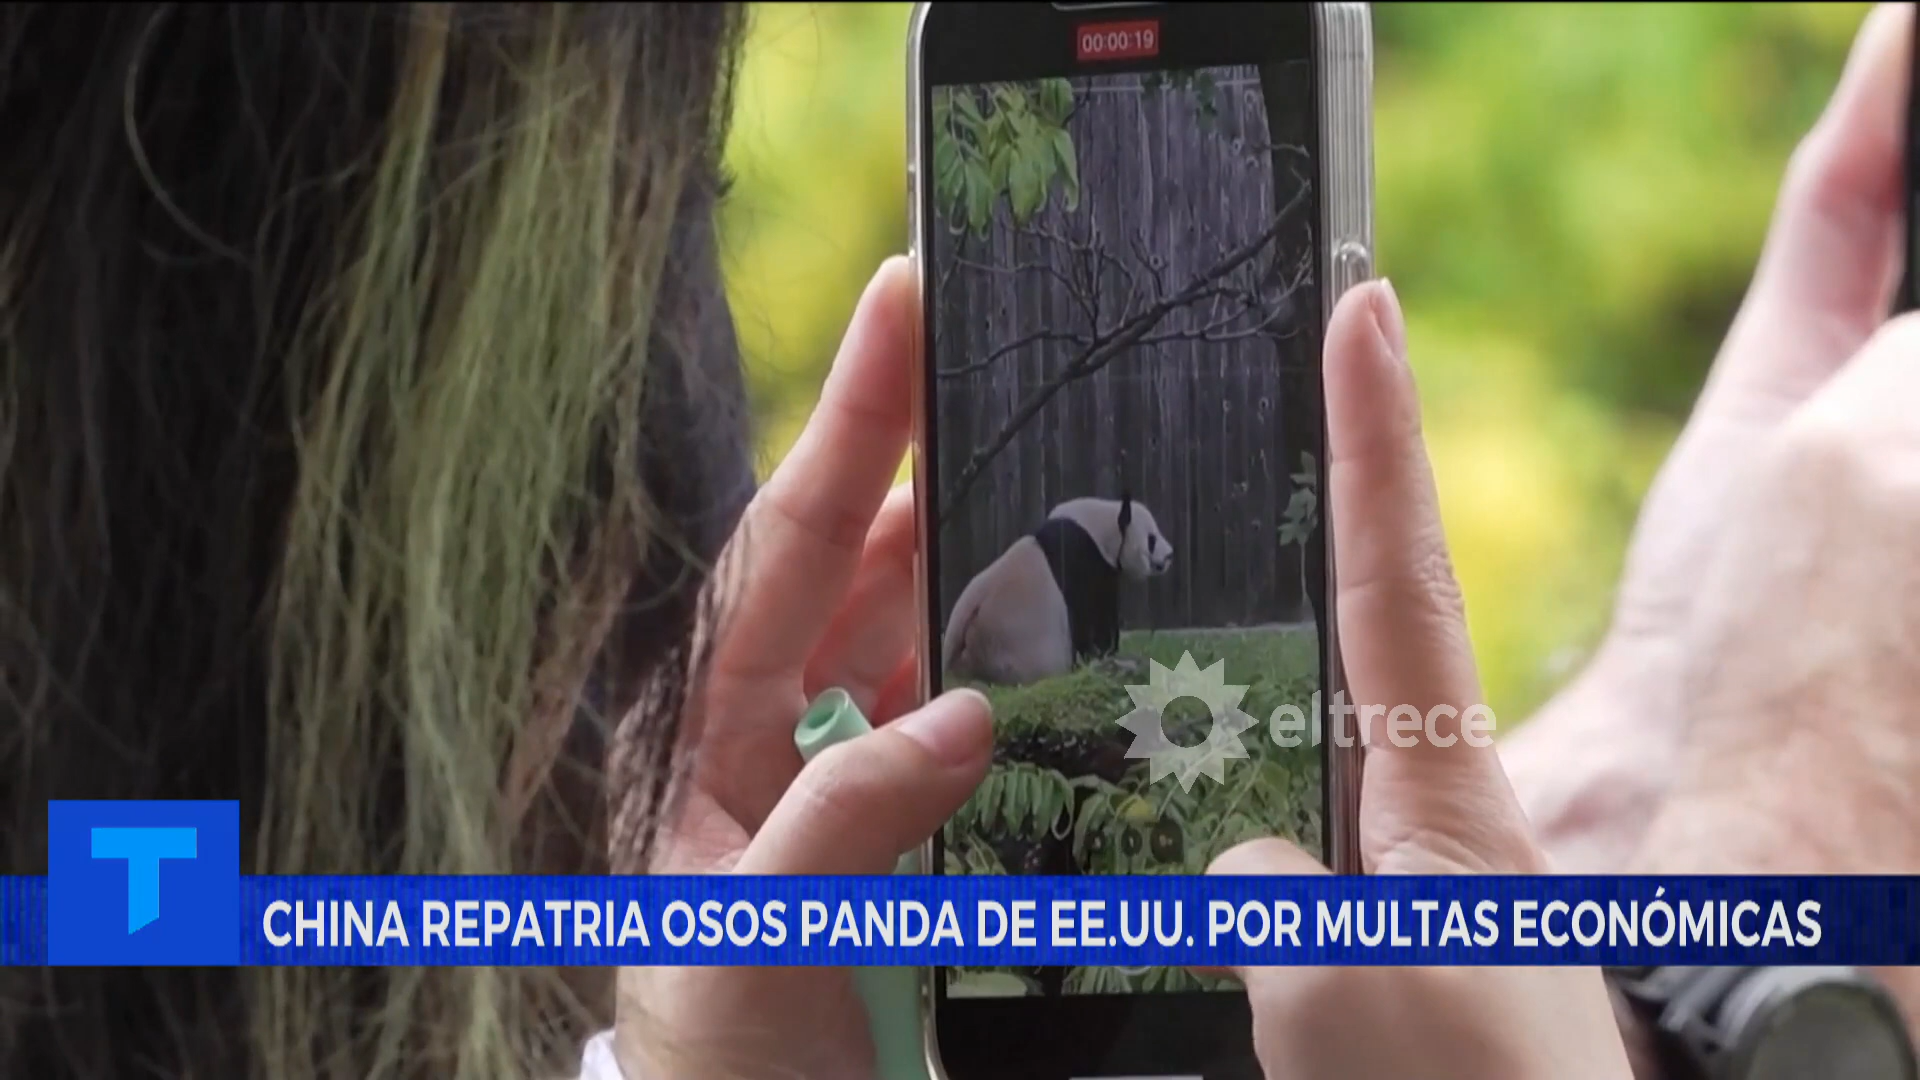 00:00:19
eltrece
T
CHINA REPATRIA OSOS PANDA DE EE.UU. POR MULTAS ECONÓMICAS